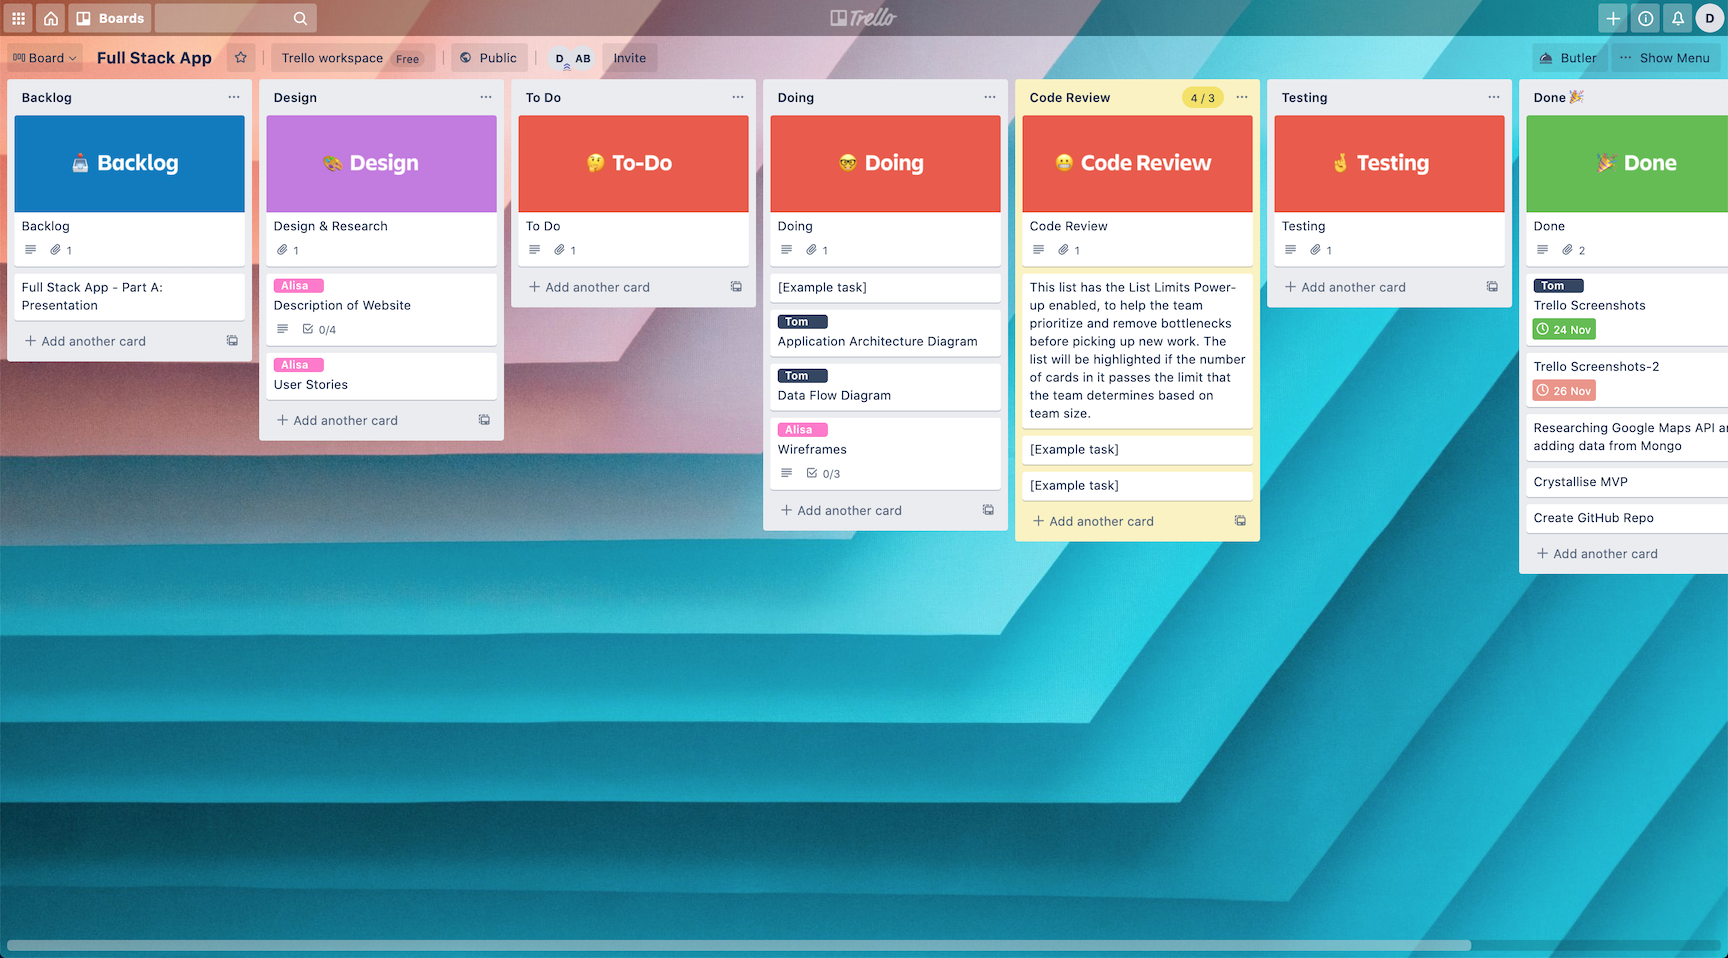 Boards
Trello
Board
Full Stack App
Trello workspace Free
Public
D AB
Invite
Butler
Show Menu
D
Backlog
Backlog
Backlog
1
Full Stack App - Part A:
Presentation
Add another card
Design
Design
Design & Research
1
Alisa
Description of Website
0/4
Alisa
User Stories
Add another card
To Do
To-Do
To Do
1
Add another card
Doing
Doing
Doing
1
[Example task]
Tom
Application Architecture Diagram
Tom
Data Flow Diagram
Alisa
Wireframes
0/3
Add another card
Code Review
4 / 3
Code Review
Code Review
1
This list has the List Limits Power-
up enabled, to help the team
prioritize and remove bottlenecks
before picking up new work. The
list will be highlighted if the number
of cards in it passes the limit that
the team determines based on
team size.
[Example task]
[Example task]
Add another card
Testing
Testing
Testing
1
Add another card
Done
Done
Done
2
Tom
Trello Screenshots
24 Nov
Trello Screenshots-2
26 Nov
Researching Google Maps API
adding data from Mongo
Crystallise MVP
Create GitHub Repo
Add another card